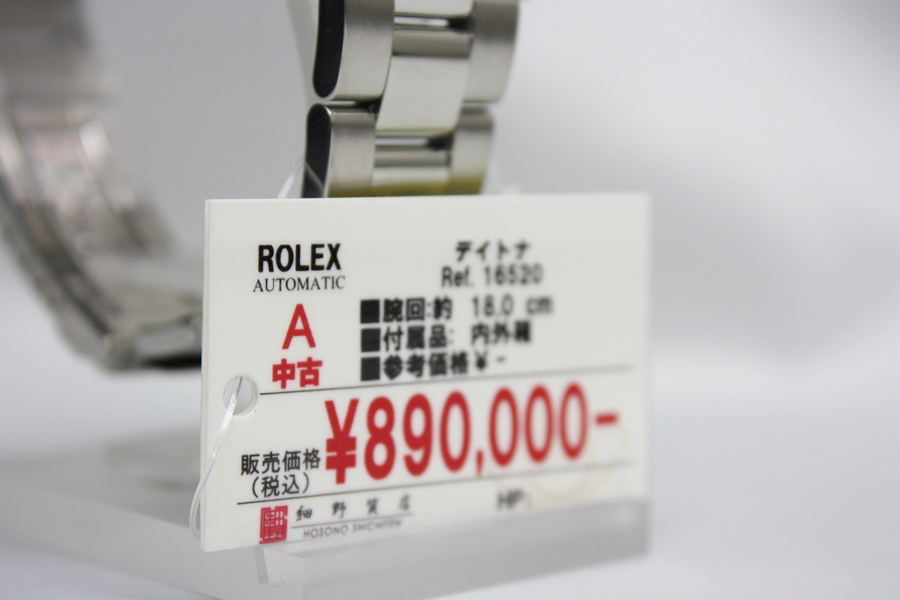 ROLEX
AUTOMATIC
A
中古
デイトナ
Ref. 16520
■腕回:約 18.0 cm
■付属品: 内外箱
■参考価格¥ -
販売価格
(税込)
¥890,000-
細野質店
HOSONO SHICHITEN
HP: